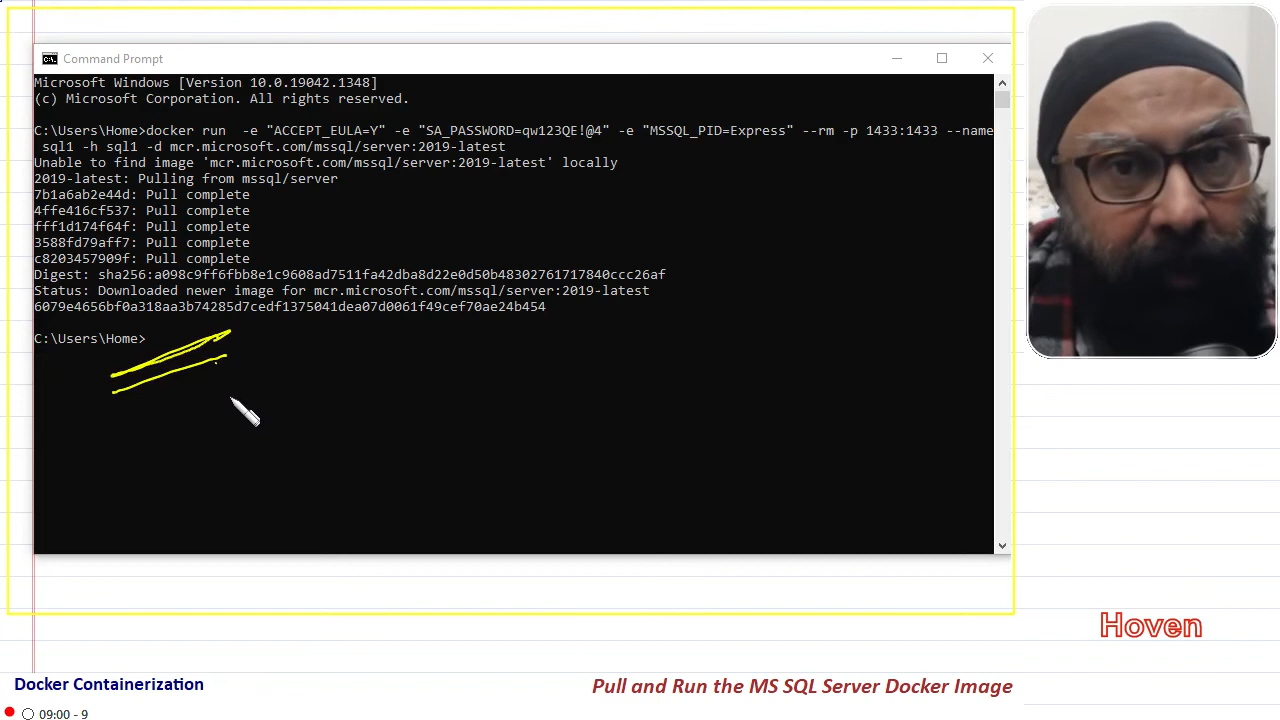 Command Prompt
Microsoft Windows [Version 10.0.19042.1348]
(c) Microsoft Corporation. All rights reserved.
C:\Users\Home>docker run  -e "ACCEPT_EULA=Y" -e "SA_PASSWORD=qw123QE!@4" -e "MSSQL_PID=Express" --rm -p 1433:1433 --name
sql1 -h sql1 -d mcr.microsoft.com/mssql/server:2019-latest
Unable to find image 'mcr.microsoft.com/mssql/server:2019-latest' locally
2019-latest: Pulling from mssql/server
7b1a6ab2e44d: Pull complete
4ffe416cf537: Pull complete
fff1d174f64f: Pull complete
3588fd79aff7: Pull complete
c8203457909f: Pull complete
Digest: sha256:a098c9ff6fbb8e1c9608ad7511fa42dba8d22e0d50b48302761717840ccc26af
Status: Downloaded newer image for mcr.microsoft.com/mssql/server:2019-latest
6079e4656bf0a318aa3b74285d7cedf1375041dea07d0061f49cef70ae24b454
C:\Users\Home>
Hoven
Docker Containerization
Pull and Run the MS SQL Server Docker Image
09:00 - 9